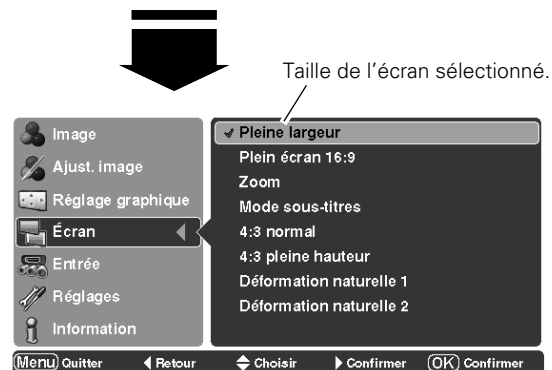 Taille de l'écran sélectionné.
Image
Ajust. image
Réglage graphique
Écran
Entrée
Réglages
Information
Pleine largeur
Plein écran 16:9
Zoom
Mode sous-titres
4:3 normal
4:3 pleine hauteur
Déformation naturelle 1
Déformation naturelle 2
Menu Quitter Retour Choisir Confirmer OK Confirmer